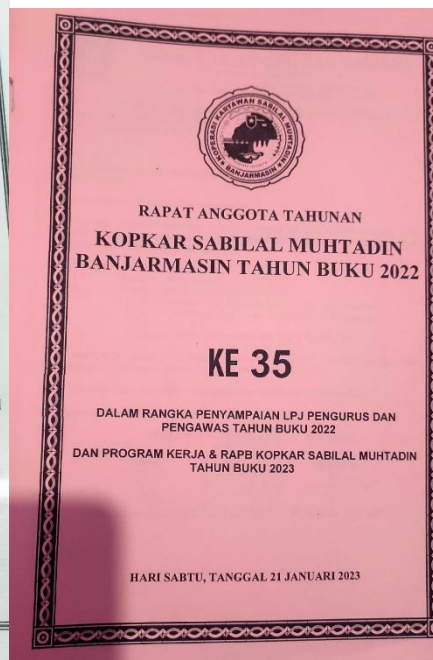 KOPERASI KARYAWAN SABILAL MUHTADIN
BANJARMASIN
RAPAT ANGGOTA TAHUNAN
KOPKAR SABILAL MUHTADIN
BANJARMASIN TAHUN BUKU 2022
KE 35
DALAM RANGKA PENYAMPAIAN LPJ PENGURUS DAN
PENGAWAS TAHUN BUKU 2022
DAN PROGRAM KERJA & RAPB KOPKAR SABILAL MUHTADIN
TAHUN BUKU 2023
HARI SABTU, TANGGAL 21 JANUARI 2023